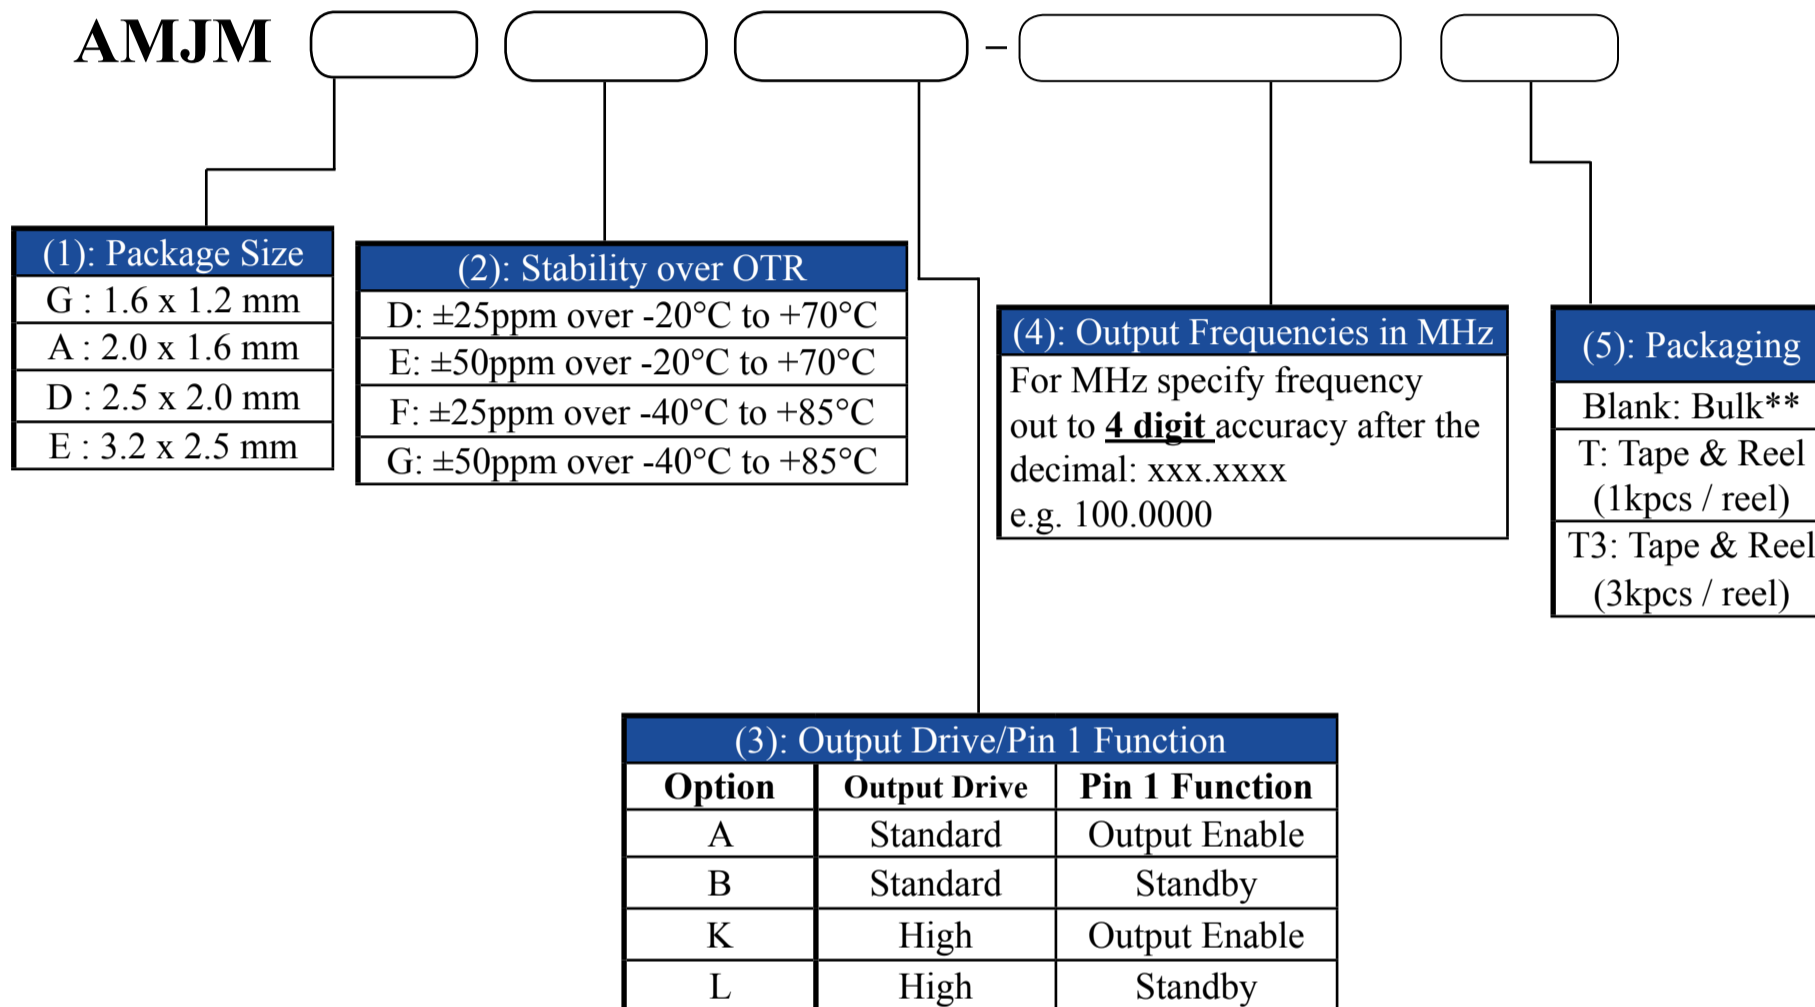 AMJM –
(1): Package Size
G : 1.6 x 1.2 mm
A : 2.0 x 1.6 mm
D : 2.5 x 2.0 mm
E : 3.2 x 2.5 mm
(2): Stability over OTR
D: ±25ppm over -20°C to +70°C
E: ±50ppm over -20°C to +70°C
F: ±25ppm over -40°C to +85°C
G: ±50ppm over -40°C to +85°C
(4): Output Frequencies in MHz
For MHz specify frequency
out to 4 digit accuracy after the
decimal: xxx.xxxx
e.g. 100.0000
(5): Packaging
Blank: Bulk**
T: Tape & Reel
(1kpcs / reel)
T3: Tape & Reel
(3kpcs / reel)
(3): Output Drive/Pin 1 Function
Option Output Drive Pin 1 Function
A Standard Output Enable
B Standard Standby
K High Output Enable
L High Standby